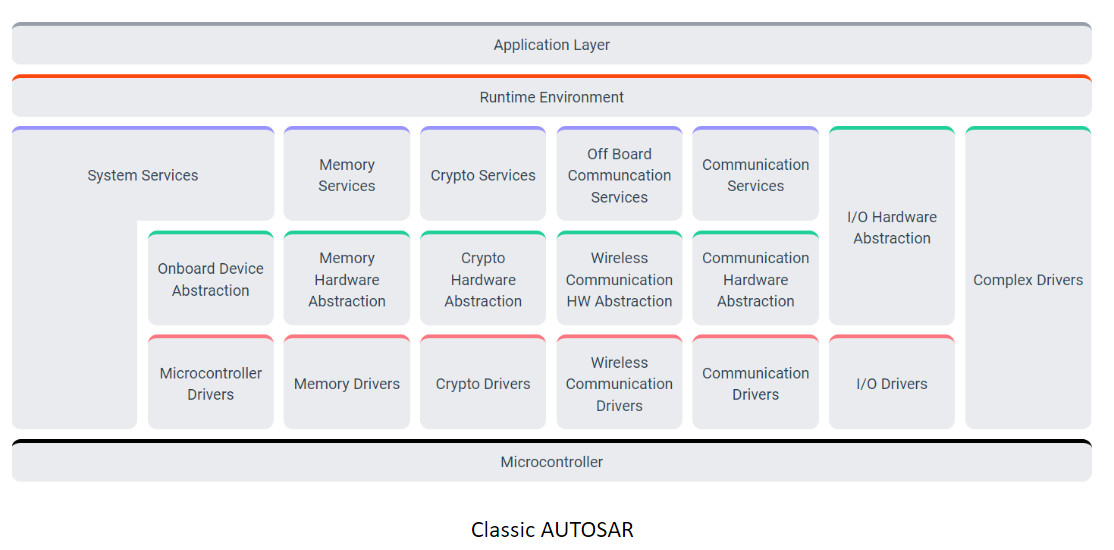 Application Layer
Runtime Environment
System Services
Memory
Services
Crypto Services
Off Board
Communcation
Services
Communication
Services
I/O Hardware
Abstraction
Complex Drivers
Onboard Device
Abstraction
Memory
Hardware
Abstraction
Crypto
Hardware
Abstraction
Wireless
Communication
HW Abstraction
Communication
Hardware
Abstraction
Microcontroller
Drivers
Memory Drivers
Crypto Drivers
Wireless
Communication
Drivers
Communication
Drivers
I/O Drivers
Microcontroller
Classic AUTOSAR